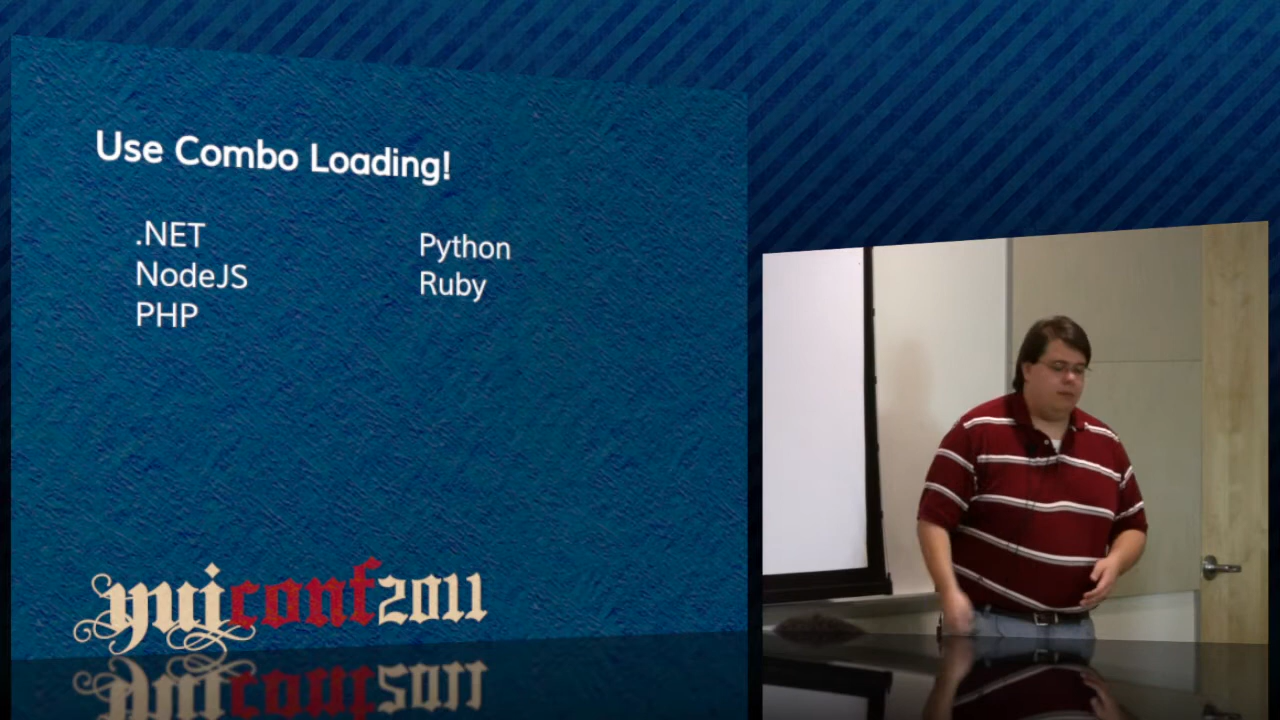 Use Combo Loading!
.NET
NodeJS
PHP
Python
Ruby
yuiconf2011